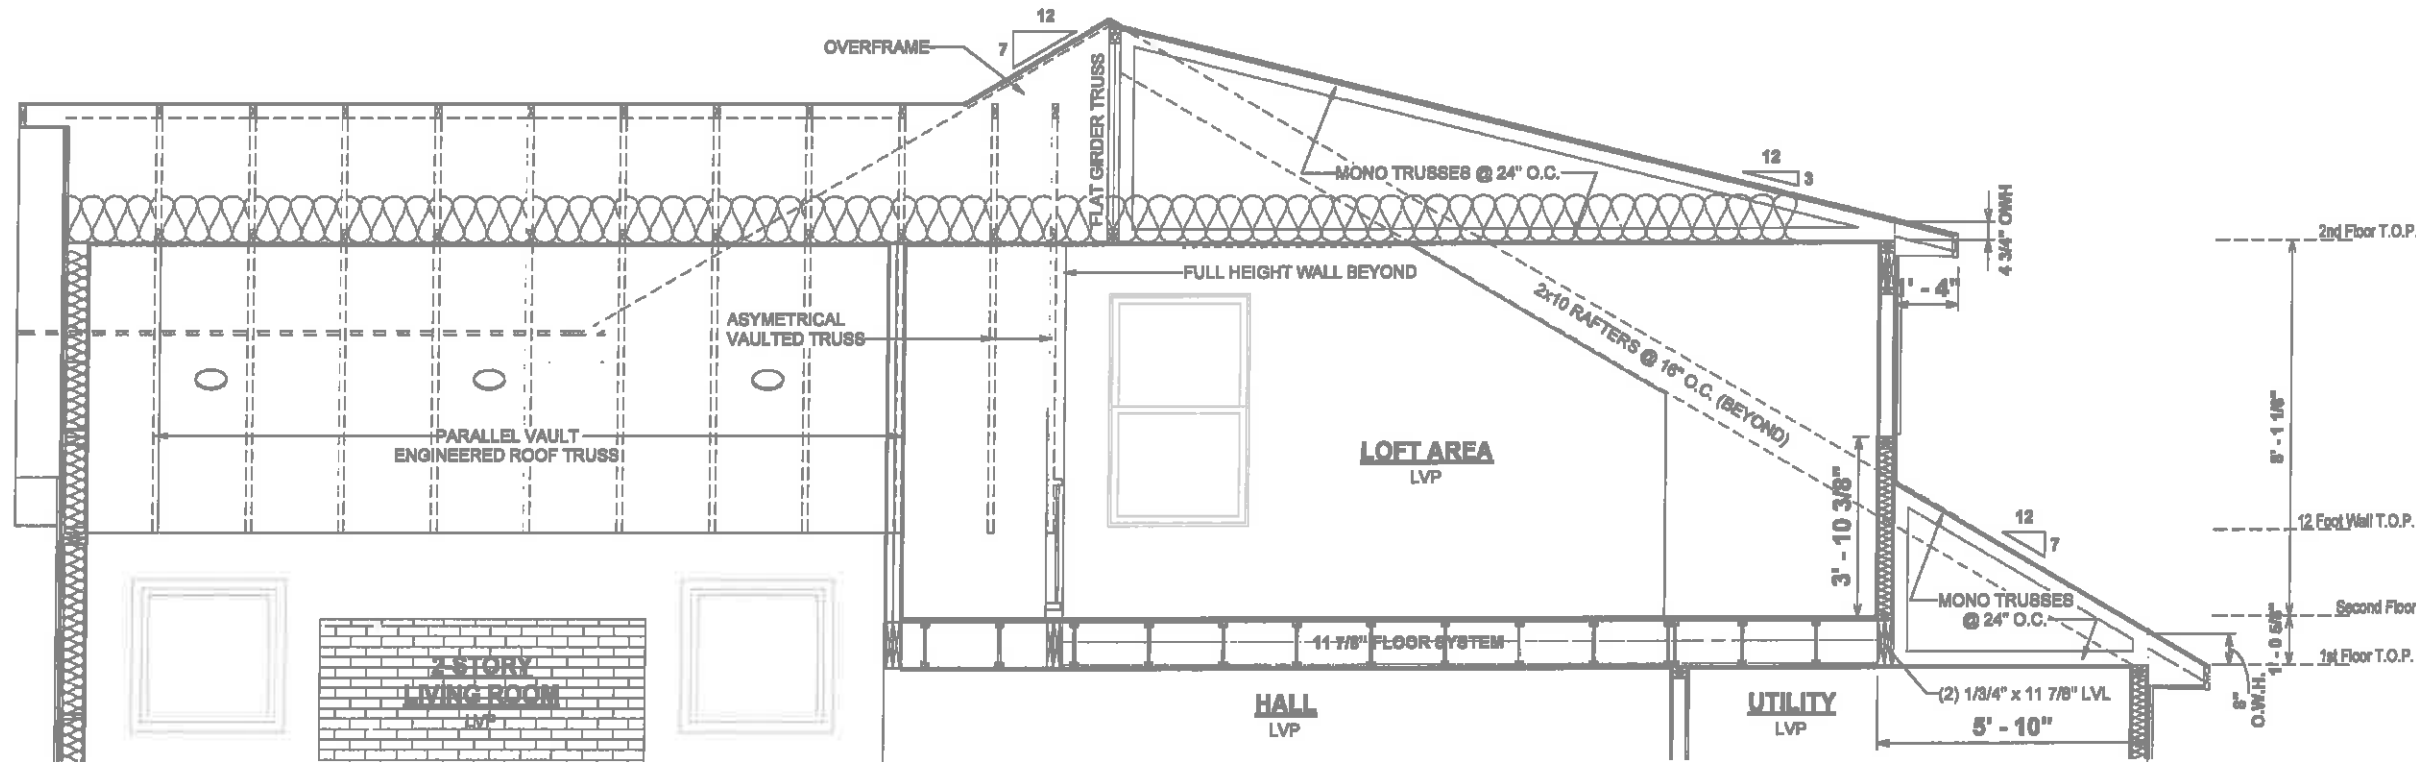 12
7
OVERFRAME
FLAT GIRDER TRUSS
MONO TRUSSES @ 24" O.C.
12
3
4 3/4" OWH
2nd Floor T.O.P.
1' - 4"
FULL HEIGHT WALL BEYOND
2x10 RAFTERS @ 16" O.C. (BEYOND)
ASYMETRICAL
VAULTED TRUSS
PARALLEL VAULT
ENGINEERED ROOF TRUSS
LOFT AREA
LVP
3' - 10 3/8"
8' - 1 1/8"
12
7
12 Foot Wall T.O.P.
MONO TRUSSES
@ 24" O.C.
Second Floor
11 7/8" FLOOR SYSTEM
1' - 0 5/8"
1st Floor T.O.P.
2-STORY
LIVING ROOM
LVP
HALL
LVP
UTILITY
LVP
(2) 1/3/4" x 11 7/8" LVL
5' - 10"
8"
O.W.H.